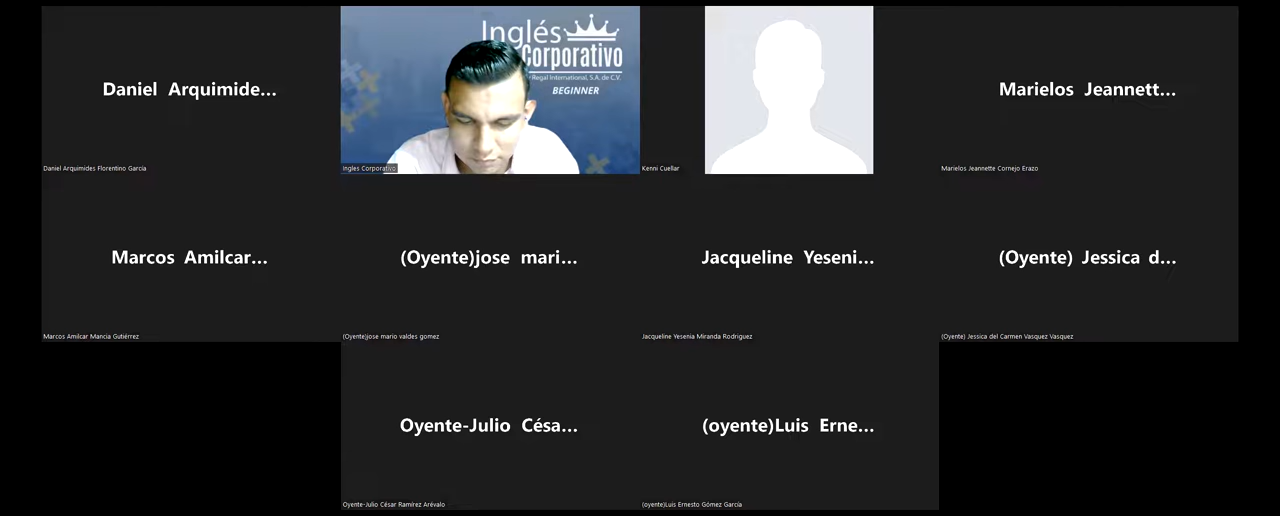 Daniel Arquimide...
Daniel Arquimides Florentino García
Inglés
Corporativo
Regal International, S.A. de C.V.
BEGINNER
Ingles Corporativo
Kenni Cuellar
Marielos Jeannett...
Marielos Jeannette Cornejo Erazo
Marcos Amilcar...
Marcos Amilcar Mancia Gutiérrez
(Oyente)jose mari...
(Oyente)jose mario valdes gomez
Jacqueline Yeseni...
Jacqueline Yesenia Miranda Rodriguez
(Oyente) Jessica d...
(Oyente) Jessica del Carmen Vasquez Vasquez
Oyente-Julio Césa...
Oyente-Julio César Ramírez Arévalo
(oyente)Luis Erne...
(oyente)Luis Ernesto Gómez García